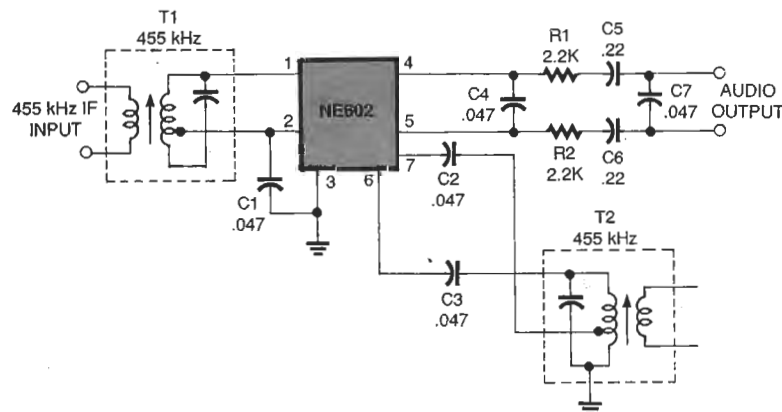 T1
455 kHz
455 kHz IF
INPUT
1
2
3
4
5
6
7
NE602
C1
.047
C2
.047
C3
.047
C4
.047
R1
2.2K
R2
2.2K
C5
.22
C6
.22
C7
.047
AUDIO
OUTPUT
T2
455 kHz